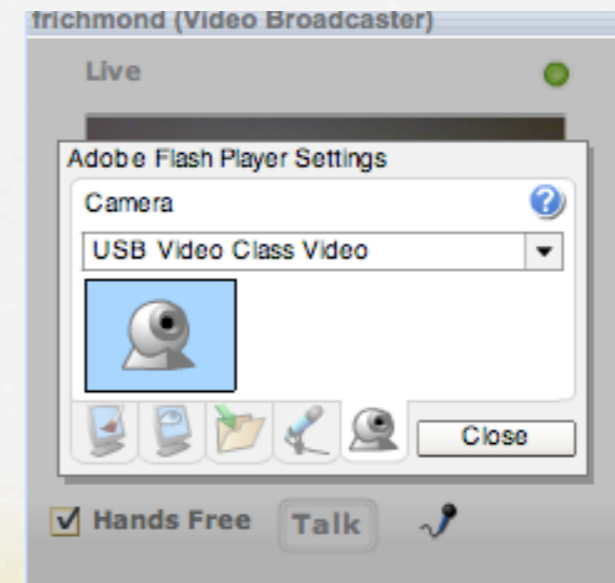 frichmond (Video Broadcaster)
Live
Adobe Flash Player Settings
Camera
?
USB Video Class Video
Close
Hands Free
Talk